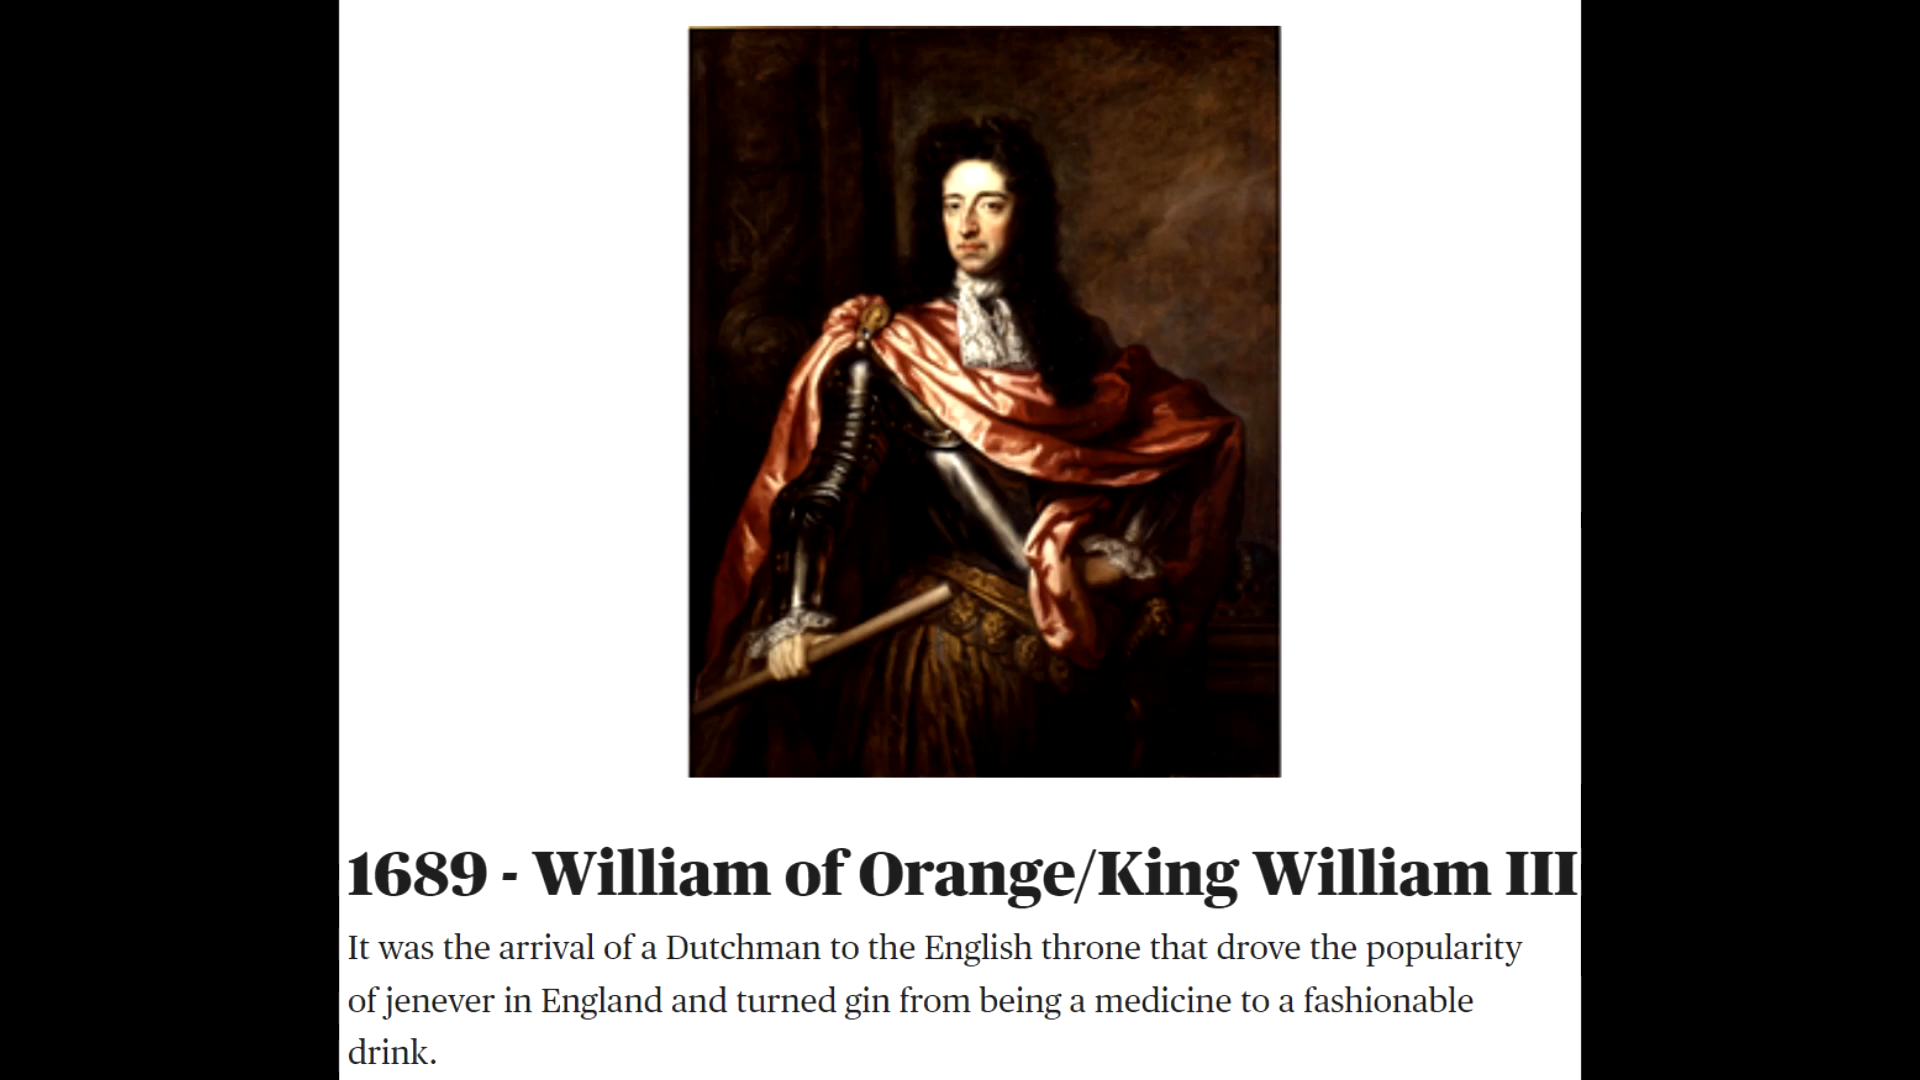 1689 - William of Orange/King William III
It was the arrival of a Dutchman to the English throne that drove the popularity
of jenever in England and turned gin from being a medicine to a fashionable
drink.